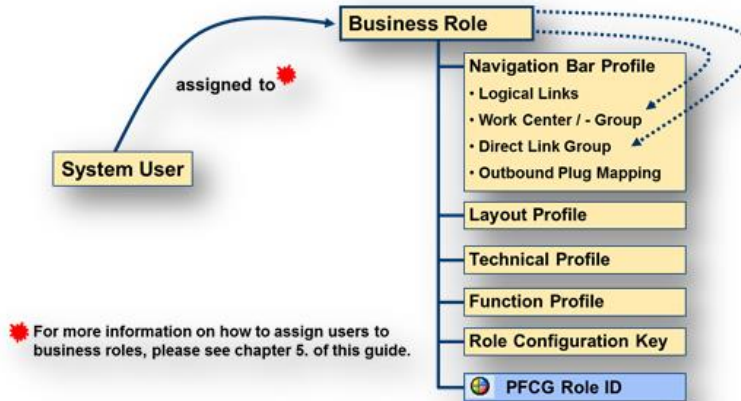 Business Role
assigned to
System User
Navigation Bar Profile
• Logical Links
• Work Center / - Group
• Direct Link Group
• Outbound Plug Mapping
Layout Profile
Technical Profile
Function Profile
Role Configuration Key
PFCG Role ID
For more information on how to assign users to
business roles, please see chapter 5. of this guide.